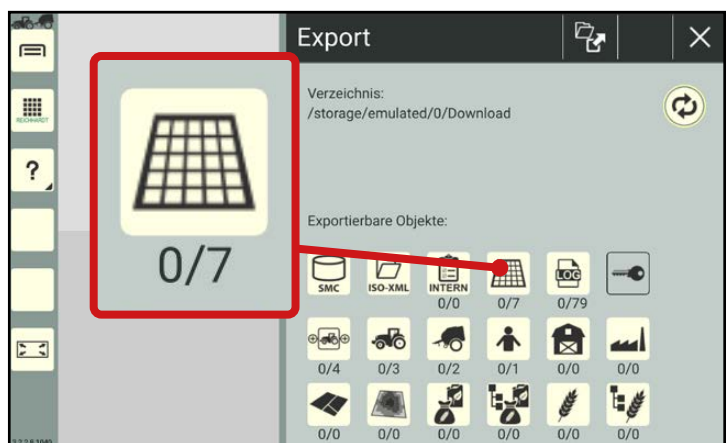 Export
Verzeichnis:
/storage/emulated/0/Download
REICHHARDT
?
0/7
Exportierbare Objekte:
SMC
ISO-XML
INTERN
LOG
0/0
0/7
0/79
0/4
0/3
0/2
0/1
0/0
0/0
0/0
0/0
0/0
0/0
0/0
0/0